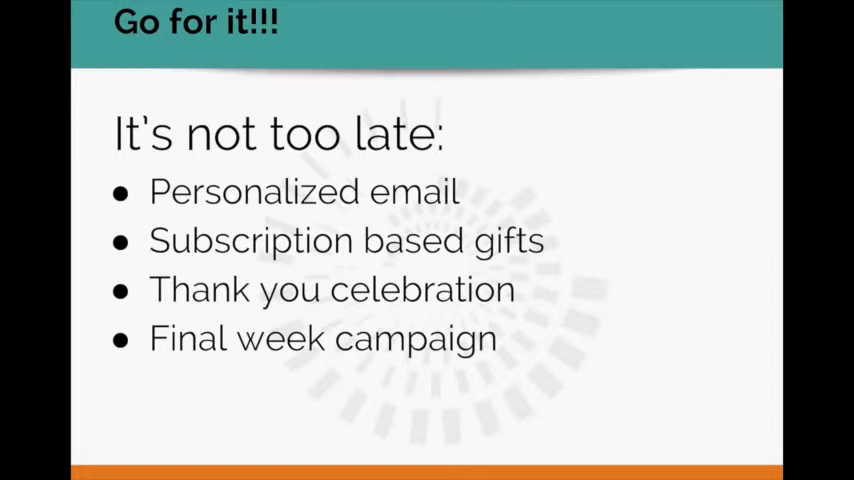 Go for it!!!
It's not too late:
● Personalized email
● Subscription based gifts
● Thank you celebration
● Final week campaign